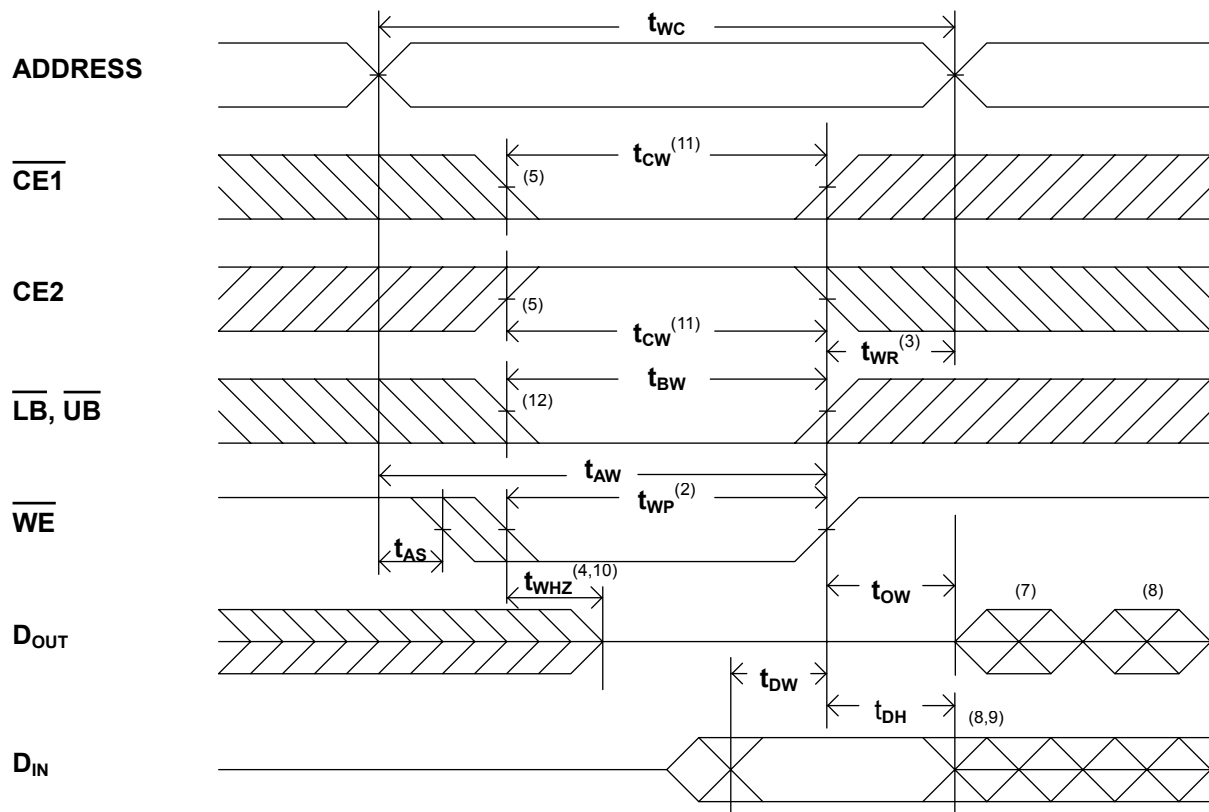 tWC
ADDRESS
CE1
(5)
tCW(11)
CE2
(5)
tCW(11)
tWR(3)
LB, UB
(12)
tBW
tAW
WE
tWP(2)
tAS
tWHZ(4,10)
tOW
(7)
(8)
DOUT
tDW
tDH
(8,9)
DIN